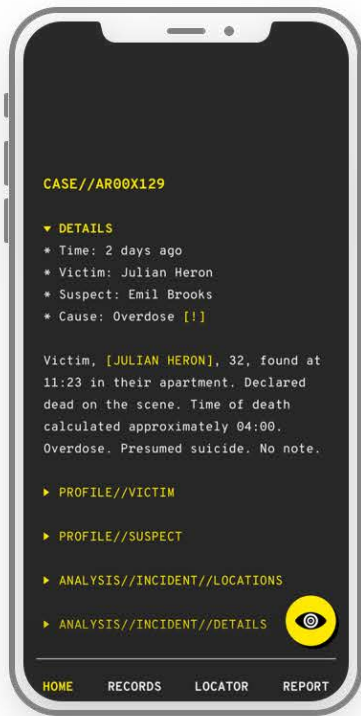 CASE//AR00X129
▼ DETAILS
* Time: 2 days ago
* Victim: Julian Heron
* Suspect: Emil Brooks
* Cause: Overdose [!]
Victim, [JULIAN HERON], 32, found at
11:23 in their apartment. Declared
dead on the scene. Time of death
calculated approximately 04:00.
Overdose. Presumed suicide. No note.
▶ PROFILE//VICTIM
▶ PROFILE//SUSPECT
▶ ANALYSIS//INCIDENT//LOCATIONS
▶ ANALYSIS//INCIDENT//DETAILS
HOME RECORDS LOCATOR REPORT